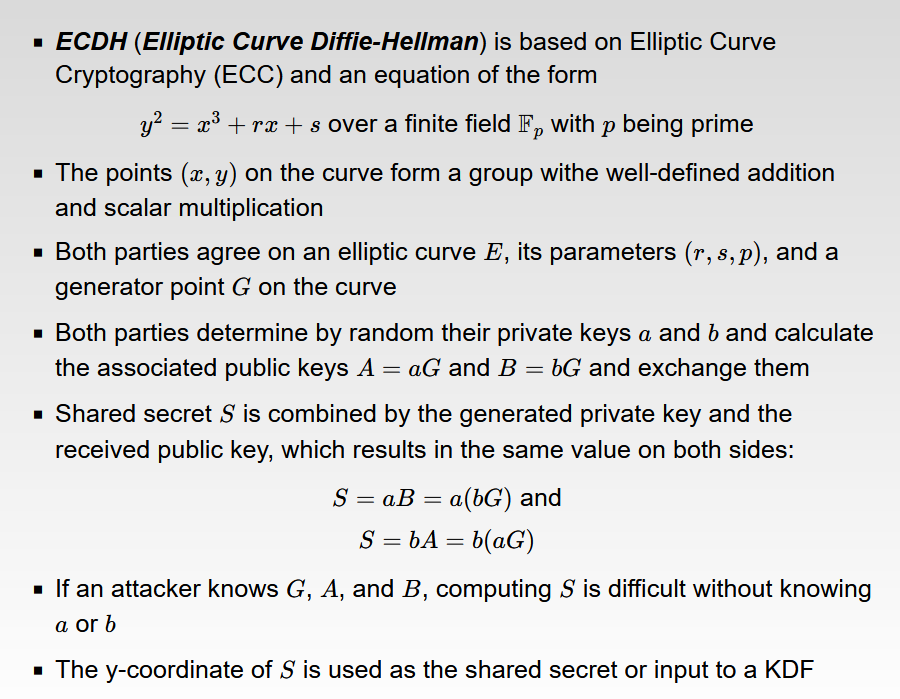 ▪ ECDH (Elliptic Curve Diffie-Hellman) is based on Elliptic Curve
Cryptography (ECC) and an equation of the form
y² = x³ + rx + s over a finite field 𝔽ₚ with p being prime
▪ The points (x, y) on the curve form a group withe well-defined addition
and scalar multiplication
▪ Both parties agree on an elliptic curve E, its parameters (r, s, p), and a
generator point G on the curve
▪ Both parties determine by random their private keys a and b and calculate
the associated public keys A = aG and B = bG and exchange them
▪ Shared secret S is combined by the generated private key and the
received public key, which results in the same value on both sides:
S = aB = a(bG) and
S = bA = b(aG)
▪ If an attacker knows G, A, and B, computing S is difficult without knowing
a or b
▪ The y-coordinate of S is used as the shared secret or input to a KDF